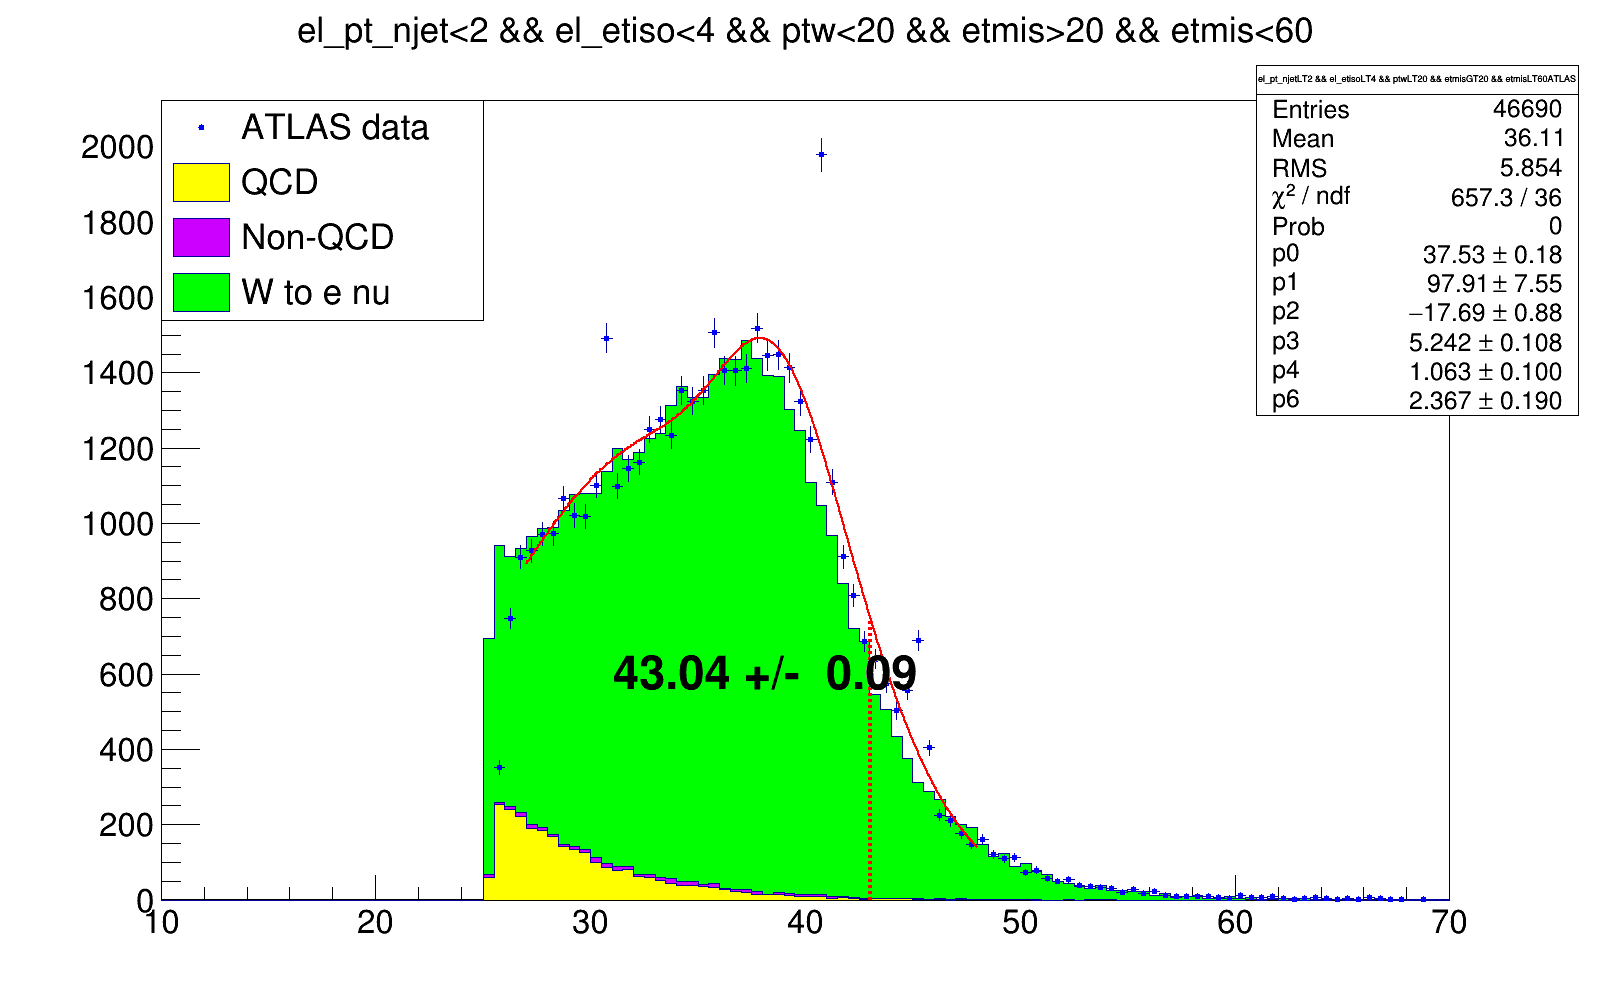 el_pt_njet<2 && el_etiso<4 && ptw<20 && etmis>20 && etmis<60
el_pt_njetLT2 && el_etisoLT4 && ptwLT20 && etmisGT20 && etmisLT60ATLAS
Entries 46690
Mean 36.11
RMS 5.854
χ² / ndf 657.3 / 36
Prob 0
p0 37.53 ± 0.18
p1 97.91 ± 7.55
p2 −17.69 ± 0.88
p3 5.242 ± 0.108
p4 1.063 ± 0.100
p6 2.367 ± 0.190
ATLAS data
QCD
Non-QCD
W to e nu
2000
1800
1600
1400
1200
1000
800
600
400
200
0
43.04 +/- 0.09
10 20 30 40 50 60 70